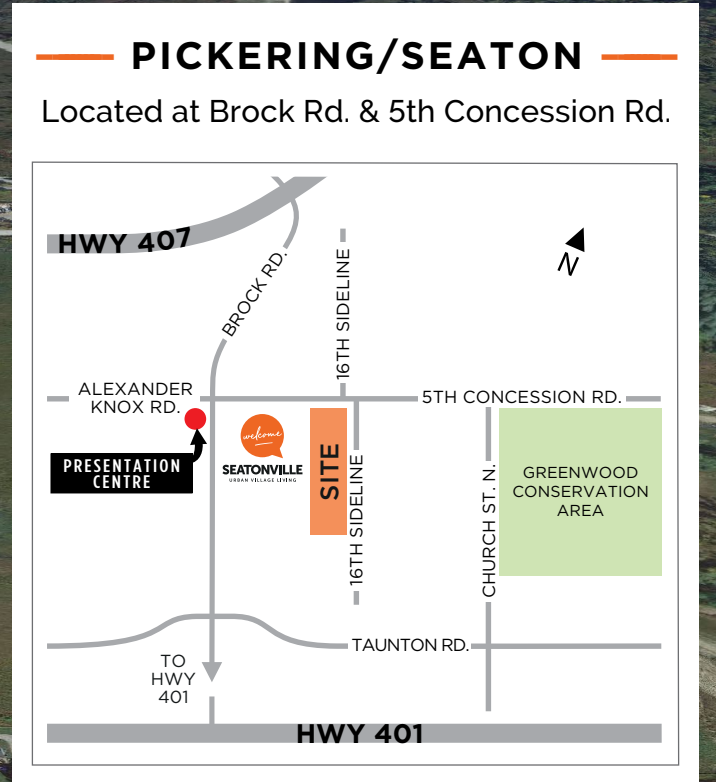 PICKERING/SEATON
Located at Brock Rd. & 5th Concession Rd.
HWY 407
BROCK RD.
16TH SIDELINE
N
ALEXANDER
KNOX RD.
5TH CONCESSION RD.
welcome
SEATONVILLE
URBAN VILLAGE LIVING
PRESENTATION
CENTRE
SITE
16TH SIDELINE
CHURCH ST. N.
GREENWOOD
CONSERVATION
AREA
TAUNTON RD.
TO
HWY
401
HWY 401